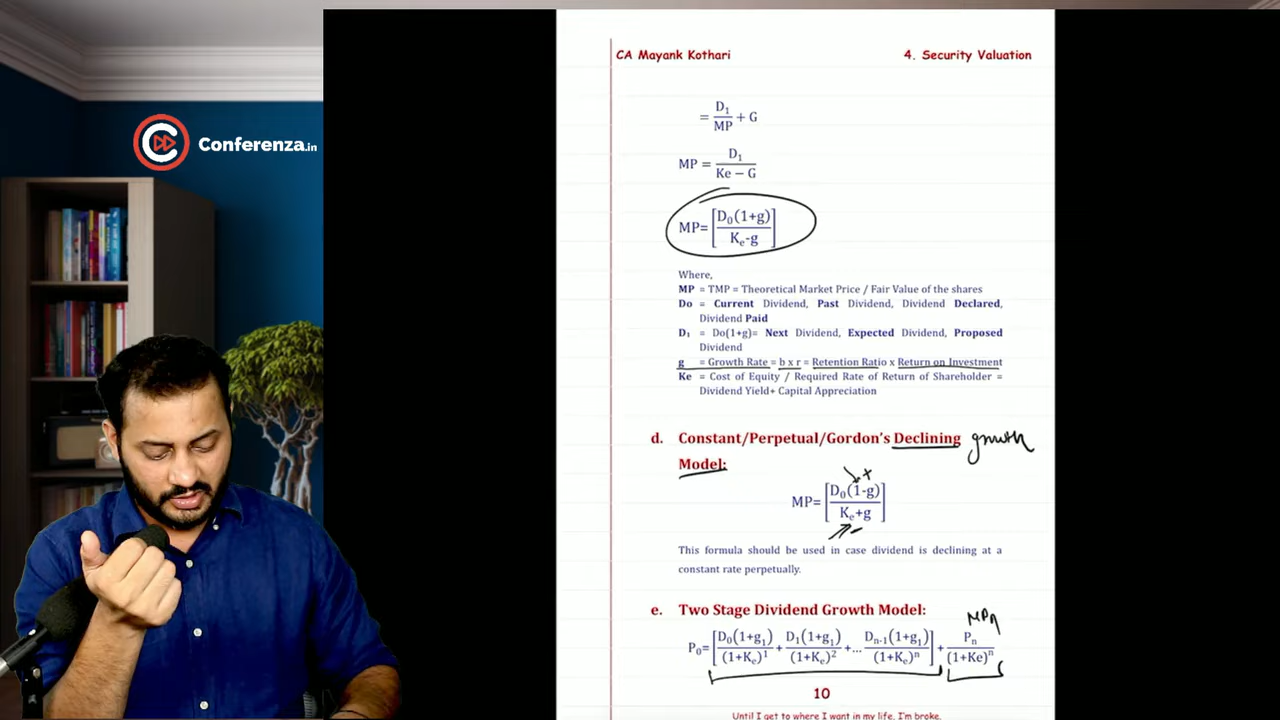 Conferenza.in
CA Mayank Kothari 4. Security Valuation
= D₁/MP + G
MP = D₁/(Ke − G)
MP= [D₀(1+g)/(Kₑ-g)]
Where,
MP = TMP = Theoretical Market Price / Fair Value of the shares
Do = Current Dividend, Past Dividend, Dividend Declared,
Dividend Paid
D₁ = Do(1+g)= Next Dividend, Expected Dividend, Proposed
Dividend
g = Growth Rate = b x r = Retention Ratio x Return on Investment
Ke = Cost of Equity / Required Rate of Return of Shareholder =
Dividend Yield+ Capital Appreciation
d. Constant/Perpetual/Gordon's Declining growth
Model:
+
MP= [D₀(1-g)/(Kₑ+g)]
−
This formula should be used in case dividend is declining at a
constant rate perpetually.
e. Two Stage Dividend Growth Model:
MPn
P₀= [D₀(1+g₁)/(1+Kₑ)¹ + D₁(1+g₁)/(1+Kₑ)² +... Dₙ₋₁(1+g₁)/(1+Kₑ)ⁿ] + Pₙ/(1+Ke)ⁿ
10
Until I get to where I want in my life, I'm broke.